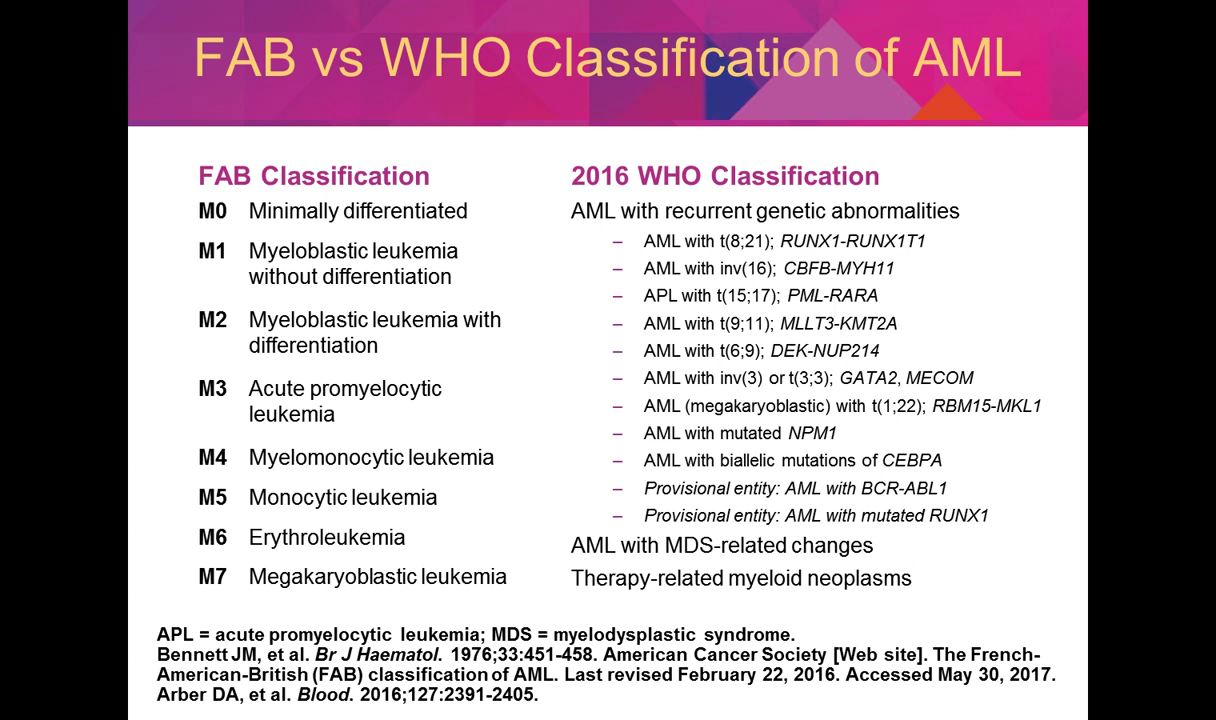 FAB vs WHO Classification of AML
FAB Classification
M0 Minimally differentiated
M1 Myeloblastic leukemia
without differentiation
M2 Myeloblastic leukemia with
differentiation
M3 Acute promyelocytic
leukemia
M4 Myelomonocytic leukemia
M5 Monocytic leukemia
M6 Erythroleukemia
M7 Megakaryoblastic leukemia
2016 WHO Classification
AML with recurrent genetic abnormalities
– AML with t(8;21); RUNX1-RUNX1T1
– AML with inv(16); CBFB-MYH11
– APL with t(15;17); PML-RARA
– AML with t(9;11); MLLT3-KMT2A
– AML with t(6;9); DEK-NUP214
– AML with inv(3) or t(3;3); GATA2, MECOM
– AML (megakaryoblastic) with t(1;22); RBM15-MKL1
– AML with mutated NPM1
– AML with biallelic mutations of CEBPA
– Provisional entity: AML with BCR-ABL1
– Provisional entity: AML with mutated RUNX1
AML with MDS-related changes
Therapy-related myeloid neoplasms
APL = acute promyelocytic leukemia; MDS = myelodysplastic syndrome.
Bennett JM, et al. Br J Haematol. 1976;33:451-458. American Cancer Society [Web site]. The French-
American-British (FAB) classification of AML. Last revised February 22, 2016. Accessed May 30, 2017.
Arber DA, et al. Blood. 2016;127:2391-2405.